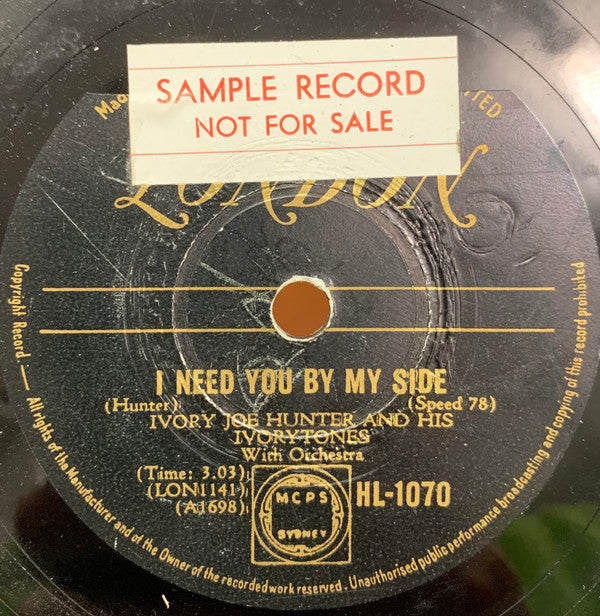 SAMPLE RECORD
NOT FOR SALE
LONDON
I NEED YOU BY MY SIDE
(Hunter) (Speed 78)
IVORY JOE HUNTER AND HIS
IVORYTONES
With Orchestra
(Time: 3.03)
(LON1141)
(A1698)
MCPS
SYDNEY
HL-1070
Copyright Record — All rights of the Manufacturer and of the Owner of the recorded work reserved. Unauthorised public performance broadcasting and copying of this record prohibited